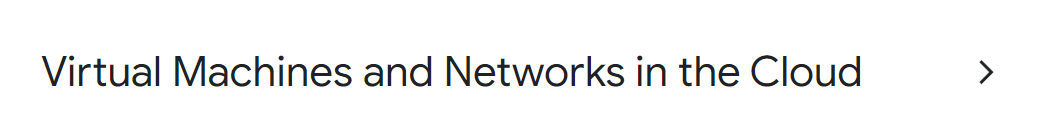 Virtual Machines and Networks in the Cloud